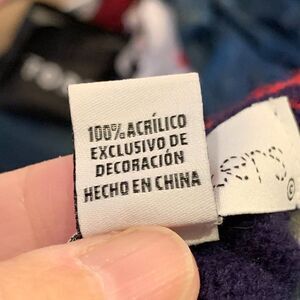 100% ACRÍLICO
EXCLUSIVO DE
DECORACIÓN
HECHO EN CHINA
©